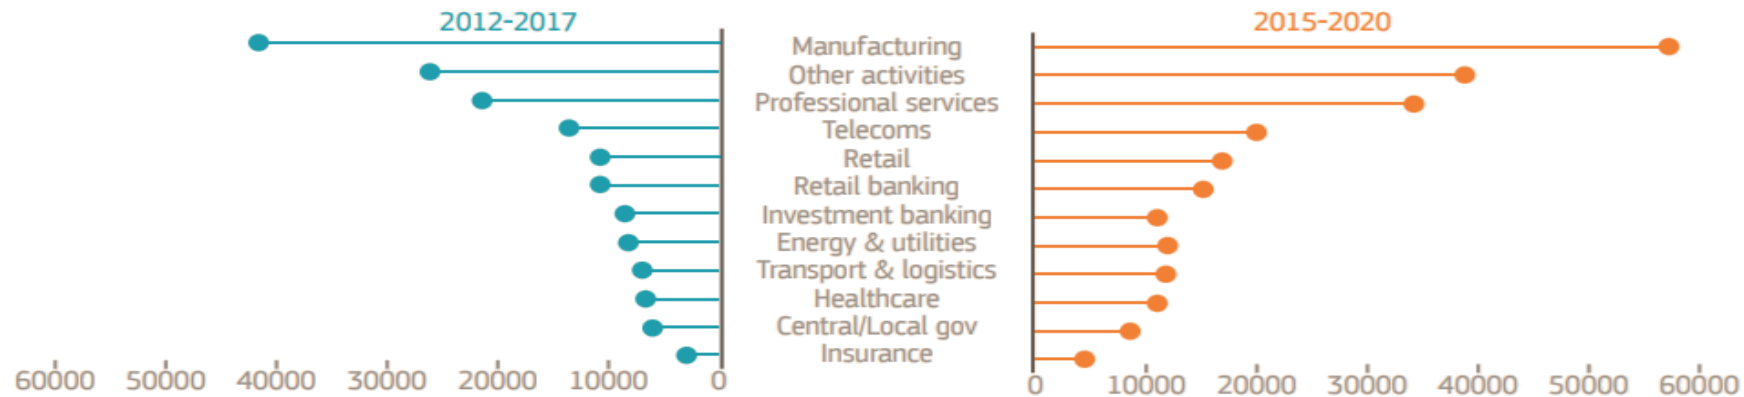 2012-2017
2015-2020
Manufacturing
Other activities
Professional services
Telecoms
Retail
Retail banking
Investment banking
Energy & utilities
Transport & logistics
Healthcare
Central/Local gov
Insurance
60000 50000 40000 30000 20000 10000 0
0 10000 20000 30000 40000 50000 60000